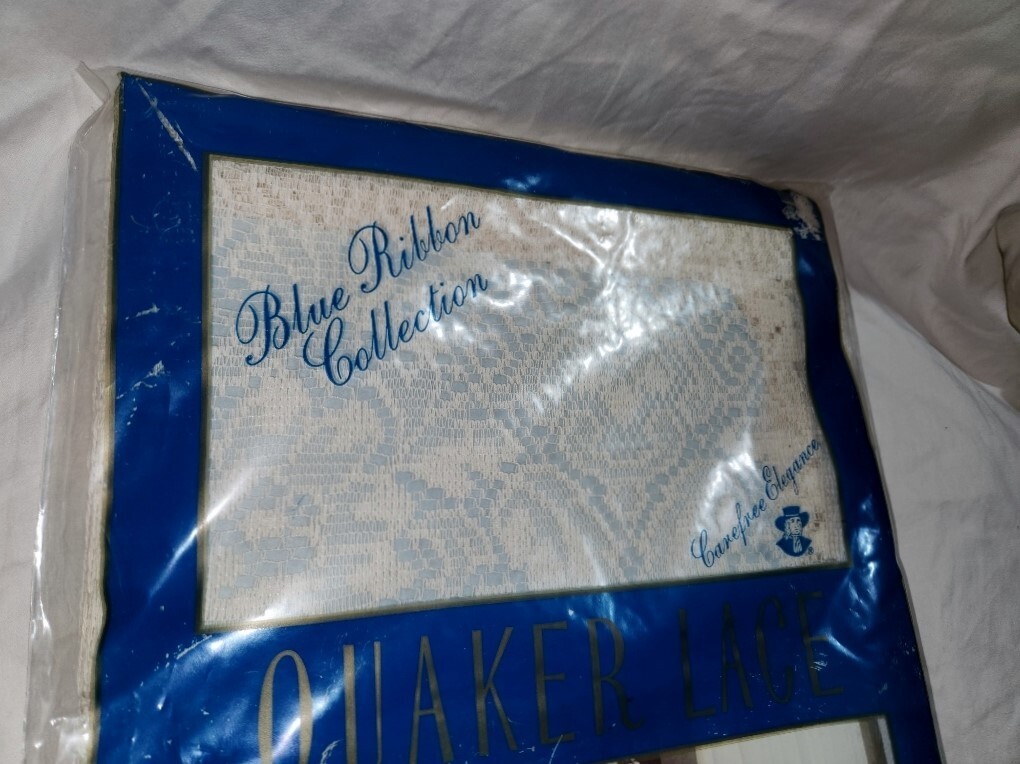 Blue Ribbon
Collection
Carefree Elegance
QUAKER LACE